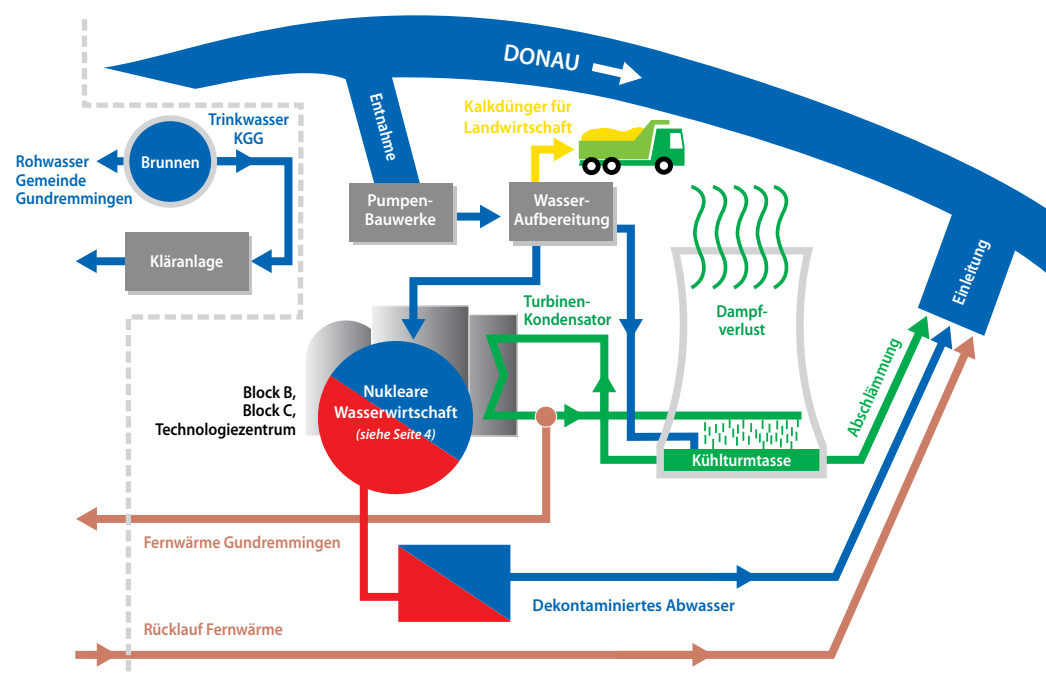 DONAU
Entnahme
Kalkdünger für
Landwirtschaft
Trinkwasser
KGG
Brunnen
Rohwasser
Gemeinde
Gundremmingen
Pumpen-
Bauwerke
Wasser-
Aufbereitung
Kläranlage
Einleitung
Turbinen-
Kondensator
Dampf-
verlust
Block B,
Block C,
Technologiezentrum
Nukleare
Wasserwirtschaft
(siehe Seite 4)
Abschlämmung
Kühlturmtasse
Fernwärme Gundremmingen
Dekontaminiertes Abwasser
Rücklauf Fernwärme